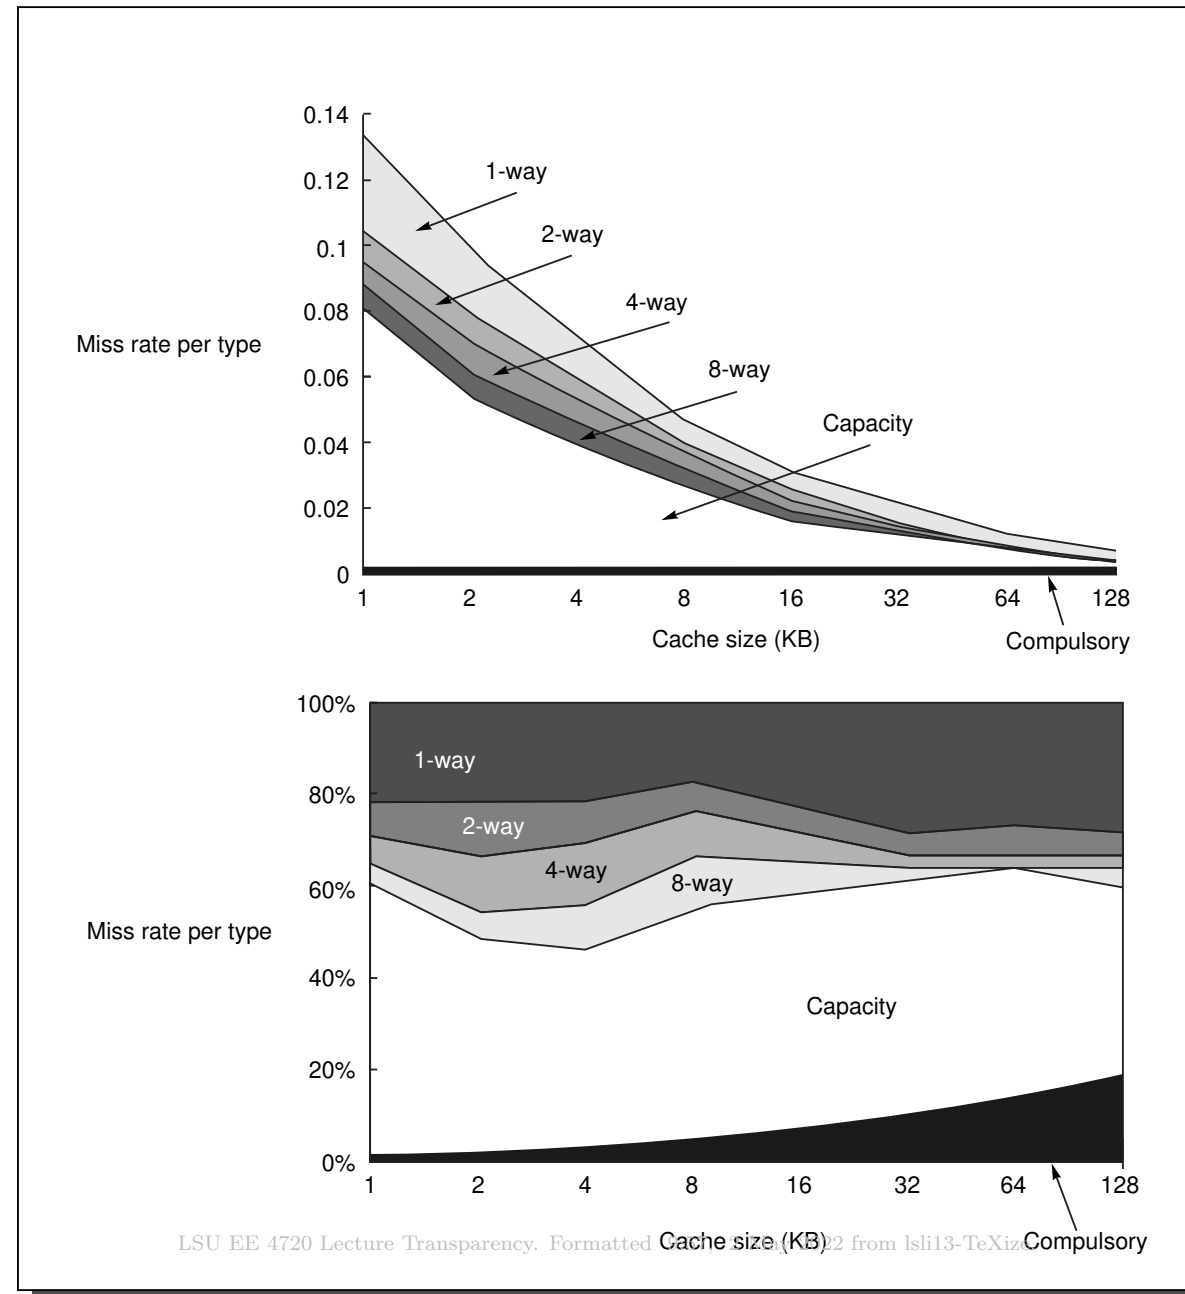 0.14
0.12
0.1
0.08
0.06
0.04
0.02
0
Miss rate per type
1-way
2-way
4-way
8-way
Capacity
1 2 4 8 16 32 64 128
Cache size (KB)
Compulsory
100%
80%
60%
40%
20%
0%
Miss rate per type
1-way
2-way
4-way
8-way
Capacity
1 2 4 8 16 32 64 128
Cache size (KB)
Compulsory
LSU EE 4720 Lecture Transparency. Formatted 2 May 2022 from lsli13-TeXize.